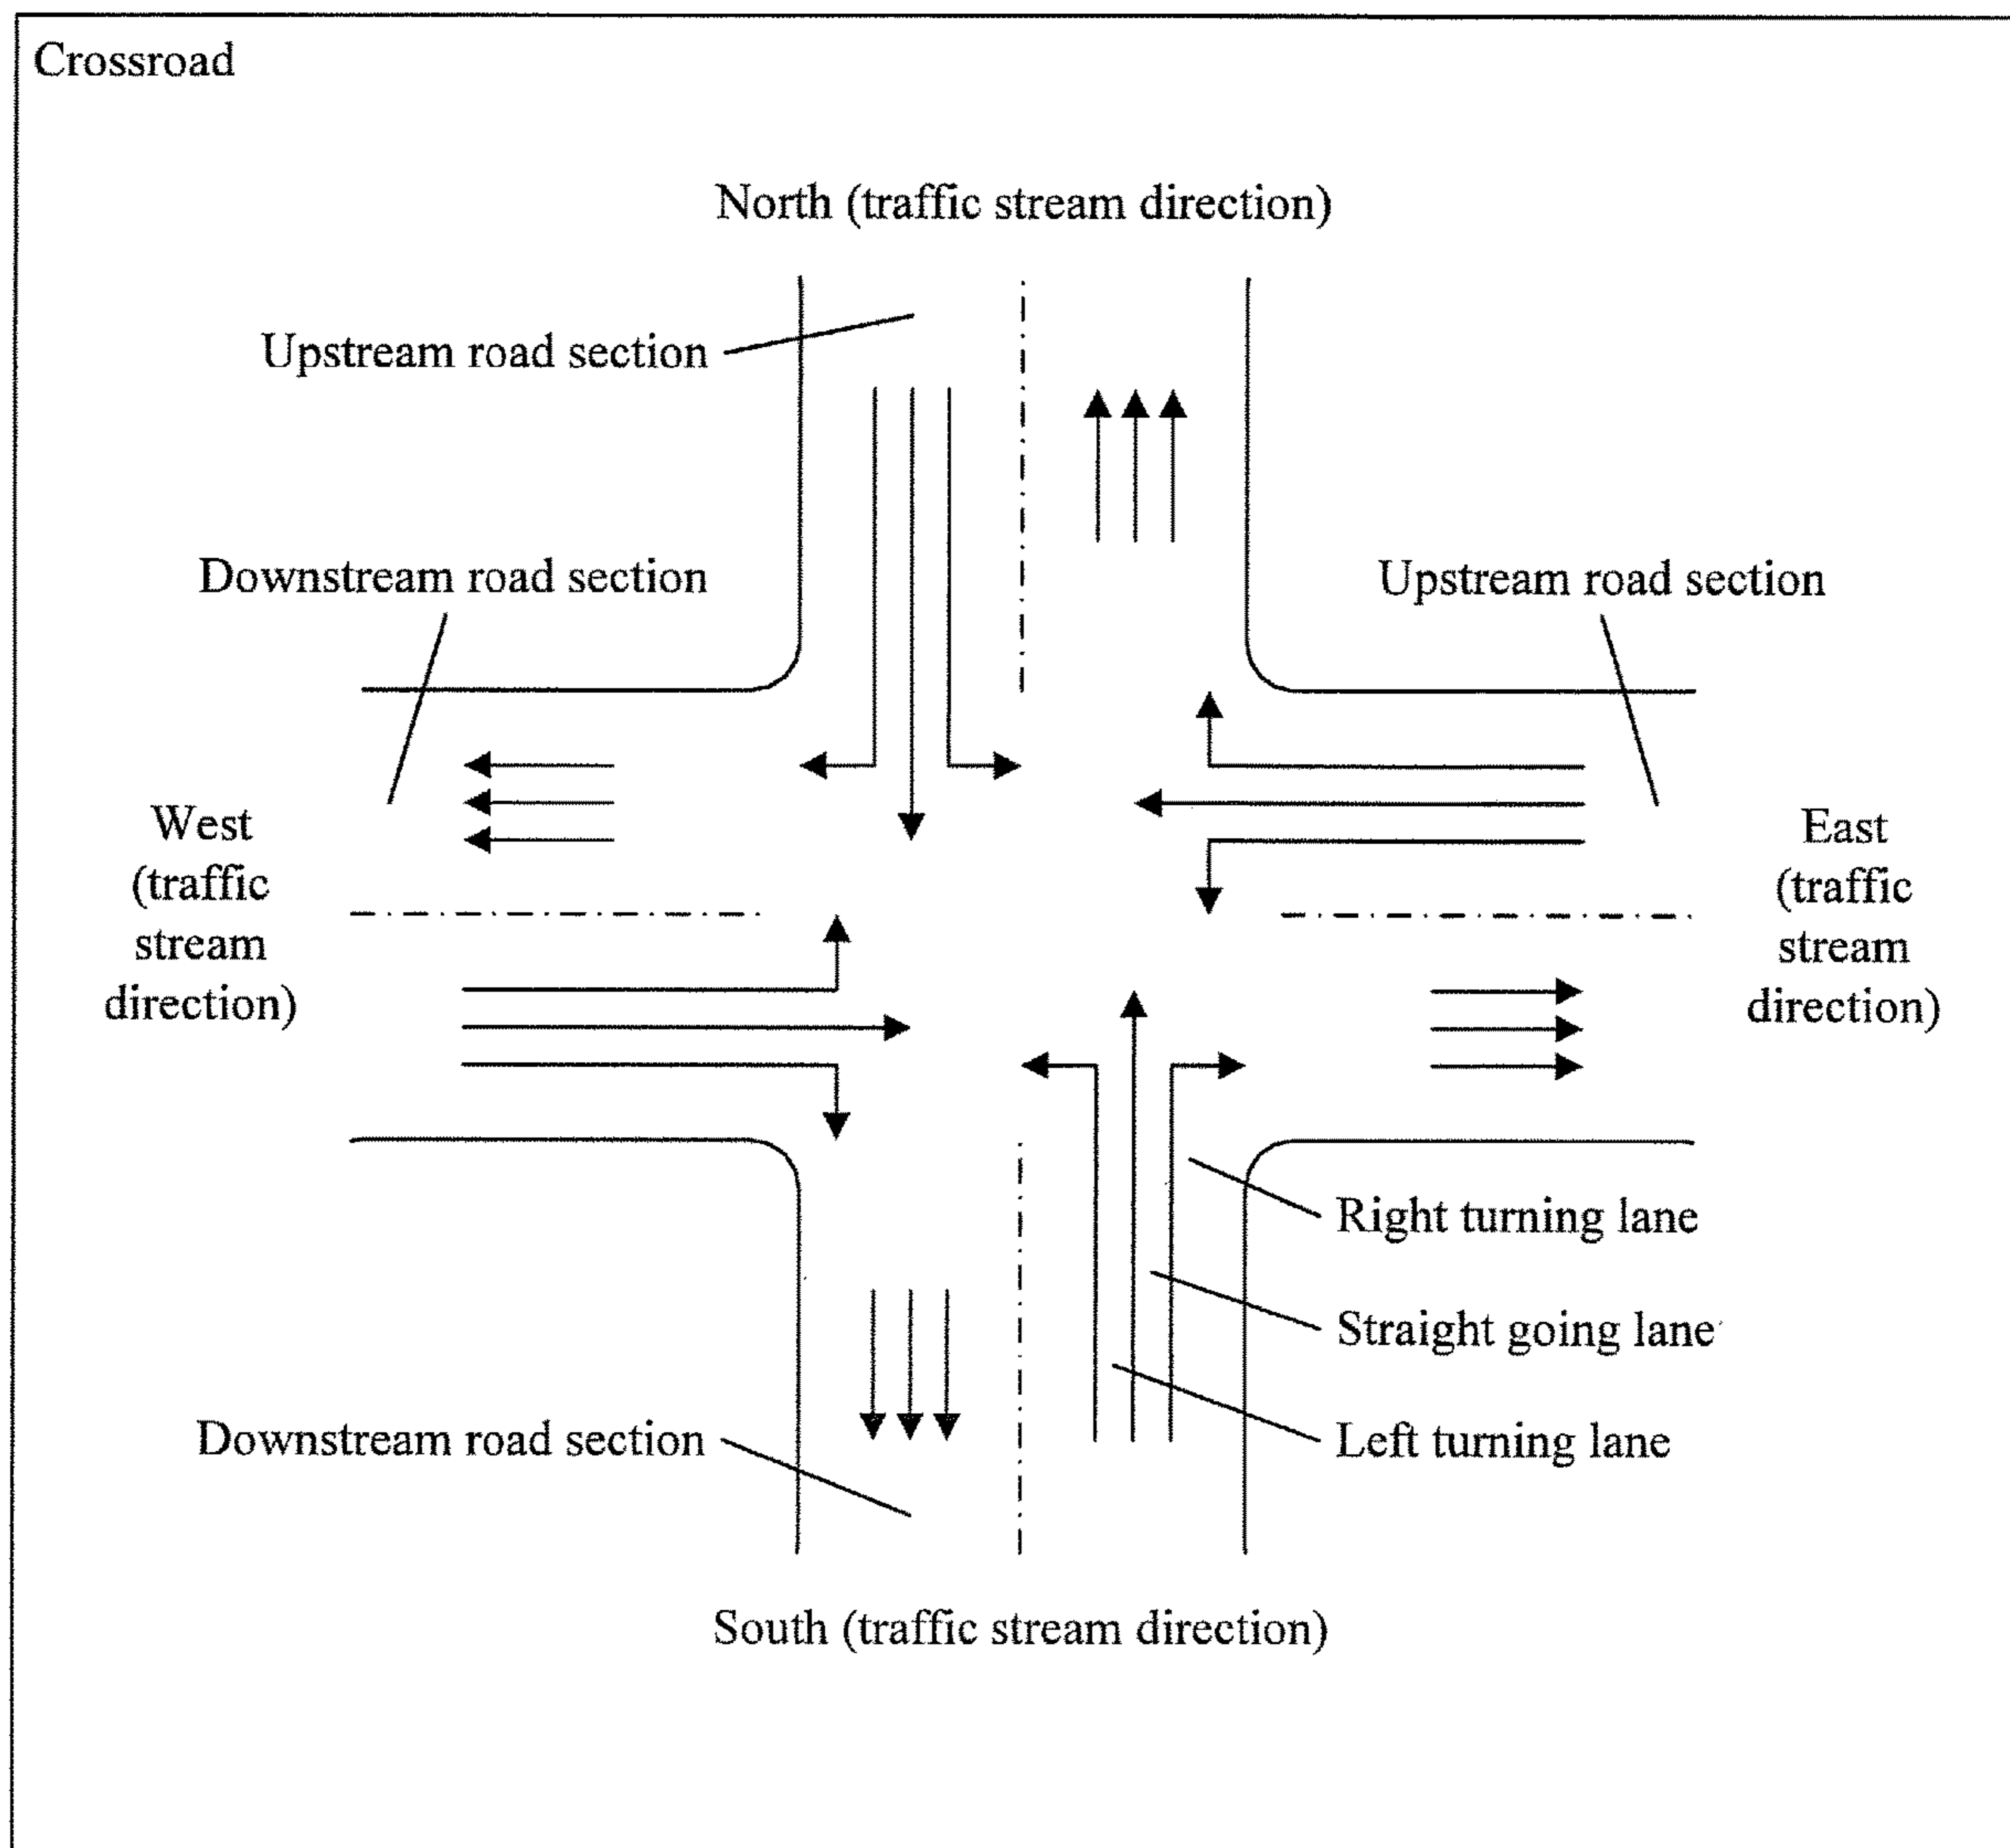 Crossroad
North (traffic stream direction)
Upstream road section
Downstream road section
Upstream road section
West
(traffic
stream
direction)
East
(traffic
stream
direction)
Right turning lane
Straight going lane
Left turning lane
Downstream road section
South (traffic stream direction)